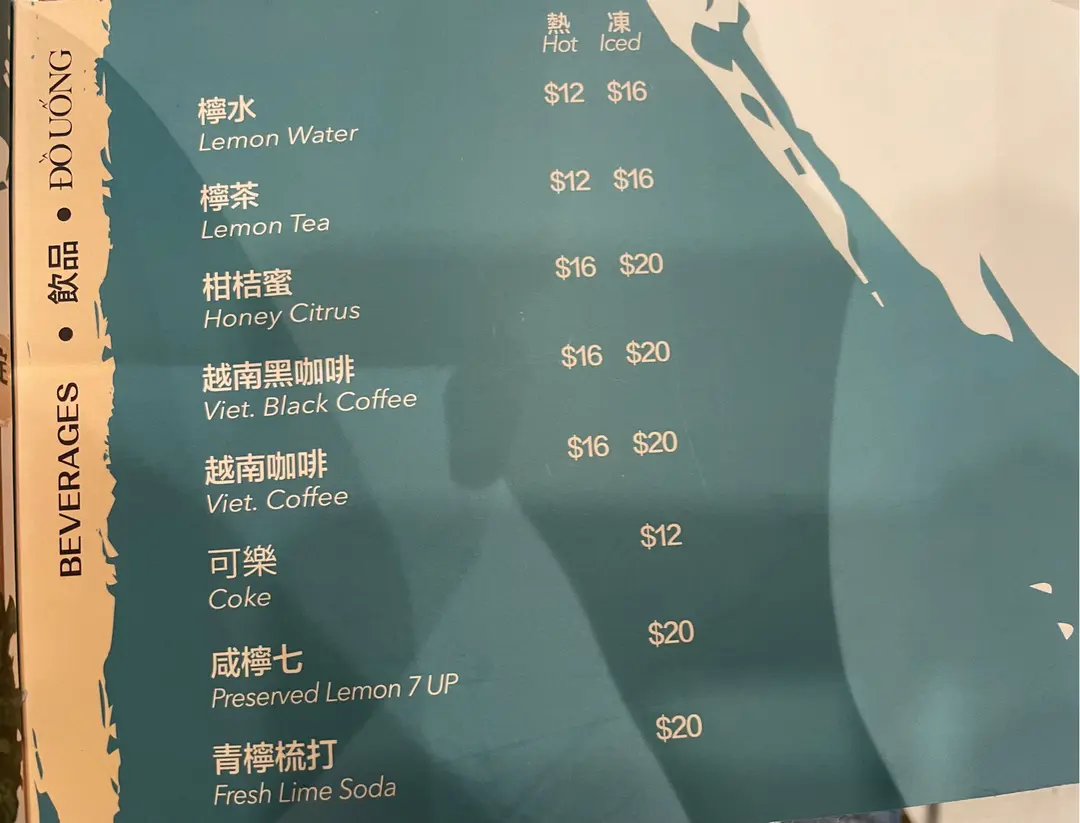 BEVERAGES • 飲品 • ĐỒ UỐNG
熱 凍
Hot Iced
檸水 $12 $16
Lemon Water
檸茶 $12 $16
Lemon Tea
柑桔蜜 $16 $20
Honey Citrus
越南黑咖啡 $16 $20
Viet. Black Coffee
越南咖啡 $16 $20
Viet. Coffee
可樂 $12
Coke
咸檸七 $20
Preserved Lemon 7 UP
青檸梳打 $20
Fresh Lime Soda